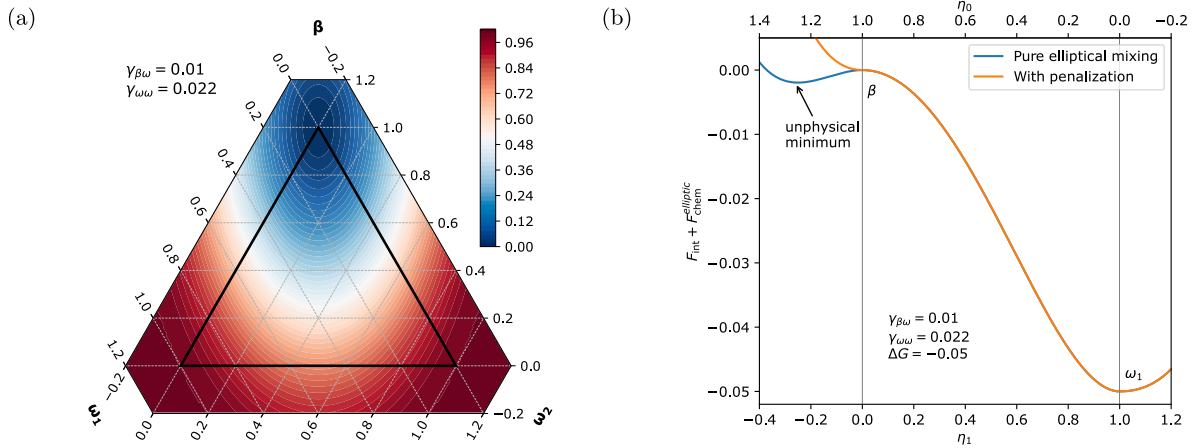 (a)
β
γβω = 0.01
γωω = 0.022
0.0
−0.2
0.2
0.4
0.6
0.8
1.0
1.2
−0.2
1.2
1.0
0.8
0.6
0.4
0.2
0.0
−0.2
ω1
ω2
0.0
0.2
0.4
0.6
0.8
1.0
1.2
0.96
0.84
0.72
0.60
0.48
0.36
0.24
0.12
0.00
(b)
η0
1.4 1.2 1.0 0.8 0.6 0.4 0.2 0.0 −0.2
Pure elliptical mixing
With penalization
0.00
−0.01
−0.02
−0.03
−0.04
−0.05
Fint + Fchem^elliptic
β
unphysical
minimum
γβω = 0.01
γωω = 0.022
ΔG = −0.05
ω1
−0.4 −0.2 0.0 0.2 0.4 0.6 0.8 1.0 1.2
η1